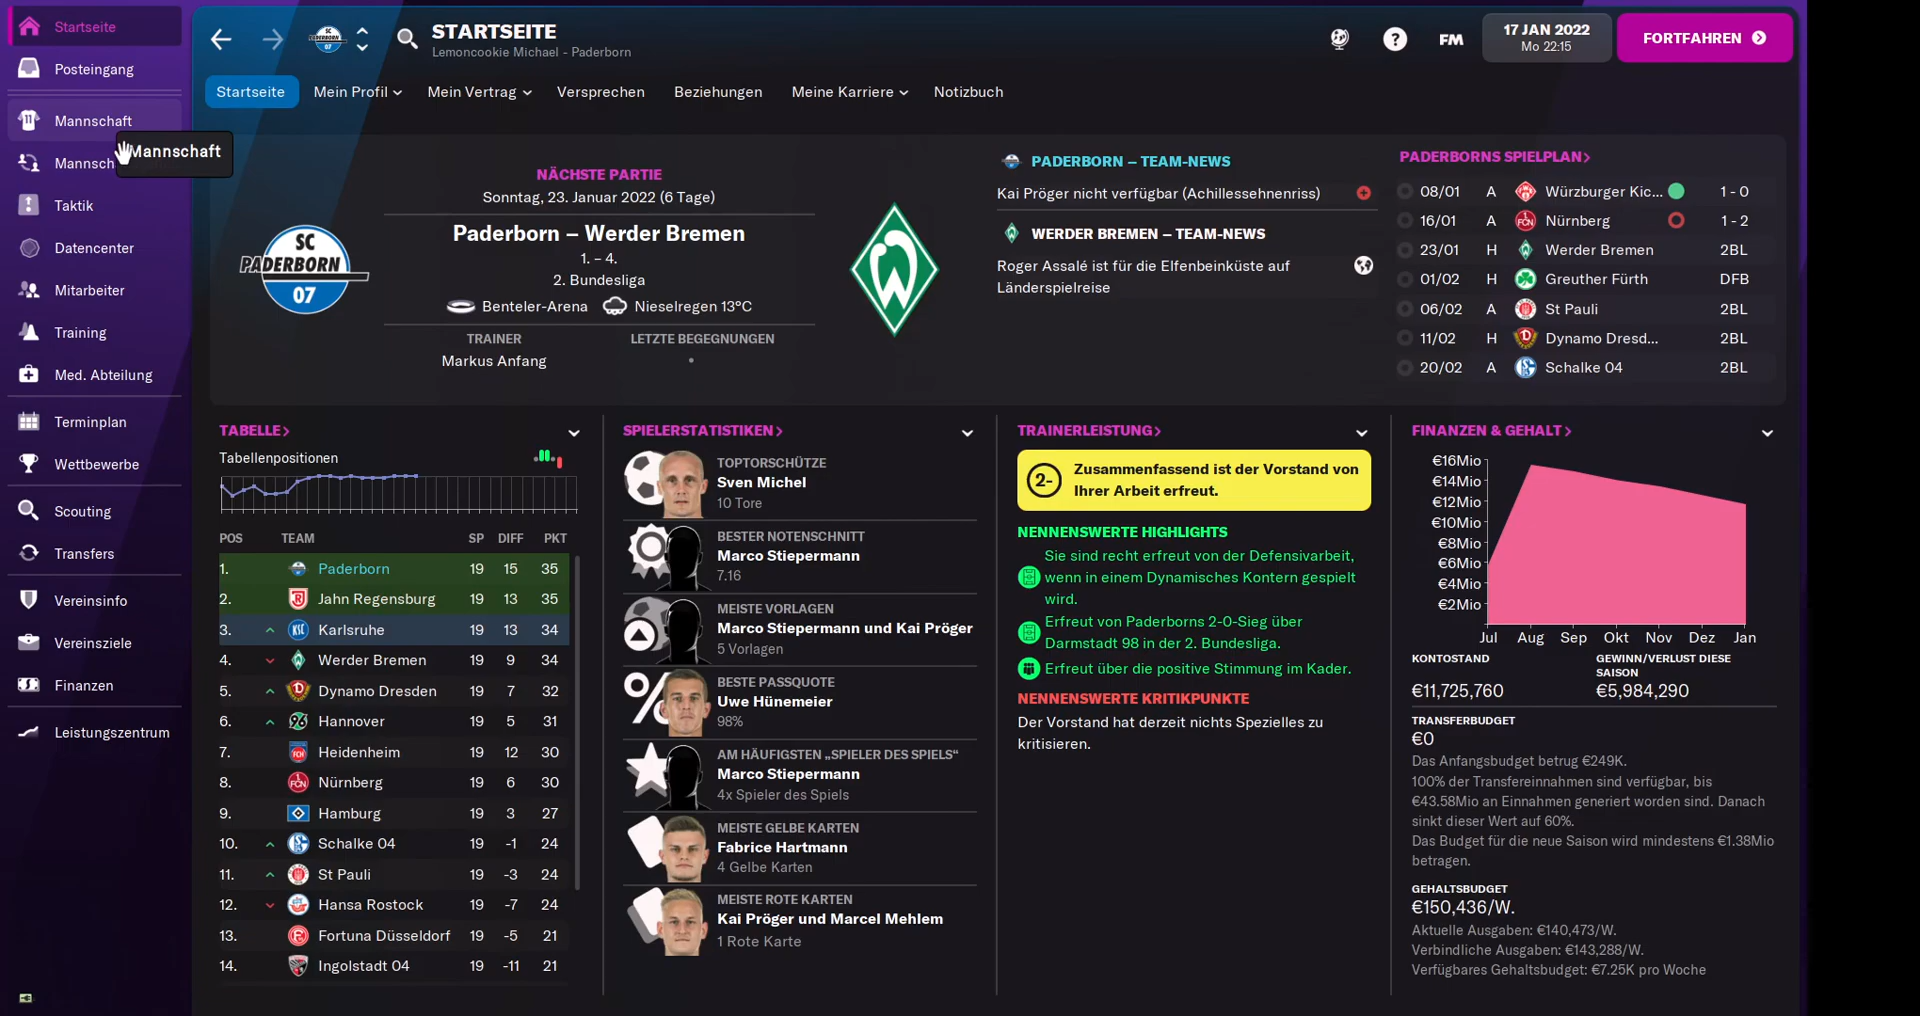 Startseite
Posteingang
Mannschaft
Mannschaft
Mannsch
Taktik
Datencenter
Mitarbeiter
Training
Med. Abteilung
Terminplan
Wettbewerbe
Scouting
Transfers
Vereinsinfo
Vereinsziele
Finanzen
Leistungszentrum
STARTSEITE
Lemoncookie Michael - Paderborn
FM
17 JAN 2022
Mo 22:15
FORTFAHREN
Startseite Mein Profil Mein Vertrag Versprechen Beziehungen Meine Karriere Notizbuch
SC
PADERBORN
07
NÄCHSTE PARTIE
Sonntag, 23. Januar 2022 (6 Tage)
Paderborn – Werder Bremen
1. – 4.
2. Bundesliga
Benteler-Arena Nieselregen 13°C
TRAINER LETZTE BEGEGNUNGEN
Markus Anfang
PADERBORN – TEAM-NEWS
Kai Pröger nicht verfügbar (Achillessehnenriss)
WERDER BREMEN – TEAM-NEWS
Roger Assalé ist für die Elfenbeinküste auf
Länderspielreise
PADERBORNS SPIELPLAN
08/01 A Würzburger Kic... 1 - 0
16/01 A Nürnberg 1 - 2
23/01 H Werder Bremen 2BL
01/02 H Greuther Fürth DFB
06/02 A St Pauli 2BL
11/02 H Dynamo Dresd... 2BL
20/02 A Schalke 04 2BL
TABELLE
Tabellenpositionen
POS TEAM SP DIFF PKT
1. Paderborn 19 15 35
2. Jahn Regensburg 19 13 35
3. Karlsruhe 19 13 34
4. Werder Bremen 19 9 34
5. Dynamo Dresden 19 7 32
6. Hannover 19 5 31
7. Heidenheim 19 12 30
8. Nürnberg 19 6 30
9. Hamburg 19 3 27
10. Schalke 04 19 -1 24
11. St Pauli 19 -3 24
12. Hansa Rostock 19 -7 24
13. Fortuna Düsseldorf 19 -5 21
14. Ingolstadt 04 19 -11 21
SPIELERSTATISTIKEN
TOPTORSCHÜTZE
Sven Michel
10 Tore
BESTER NOTENSCHNITT
Marco Stiepermann
7.16
MEISTE VORLAGEN
Marco Stiepermann und Kai Pröger
5 Vorlagen
BESTE PASSQUOTE
Uwe Hünemeier
98%
AM HÄUFIGSTEN „SPIELER DES SPIELS“
Marco Stiepermann
4x Spieler des Spiels
MEISTE GELBE KARTEN
Fabrice Hartmann
4 Gelbe Karten
MEISTE ROTE KARTEN
Kai Pröger und Marcel Mehlem
1 Rote Karte
TRAINERLEISTUNG
2-
Zusammenfassend ist der Vorstand von
Ihrer Arbeit erfreut.
NENNENSWERTE HIGHLIGHTS
Sie sind recht erfreut von der Defensivarbeit,
wenn in einem Dynamisches Kontern gespielt
wird.
Erfreut von Paderborns 2-0-Sieg über
Darmstadt 98 in der 2. Bundesliga.
Erfreut über die positive Stimmung im Kader.
NENNENSWERTE KRITIKPUNKTE
Der Vorstand hat derzeit nichts Spezielles zu
kritisieren.
FINANZEN & GEHALT
€16Mio
€14Mio
€12Mio
€10Mio
€8Mio
€6Mio
€4Mio
€2Mio
Jul Aug Sep Okt Nov Dez Jan
KONTOSTAND
€11,725,760
GEWINN/VERLUST DIESE
SAISON
€5,984,290
TRANSFERBUDGET
€0
Das Anfangsbudget betrug €249K.
100% der Transfereinnahmen sind verfügbar, bis
€43.58Mio an Einnahmen generiert worden sind. Danach
sinkt dieser Wert auf 60%.
Das Budget für die neue Saison wird mindestens €1.38Mio
betragen.
GEHALTSBUDGET
€150,436/W.
Aktuelle Ausgaben: €140,473/W.
Verbindliche Ausgaben: €143,288/W.
Verfügbares Gehaltsbudget: €7.25K pro Woche